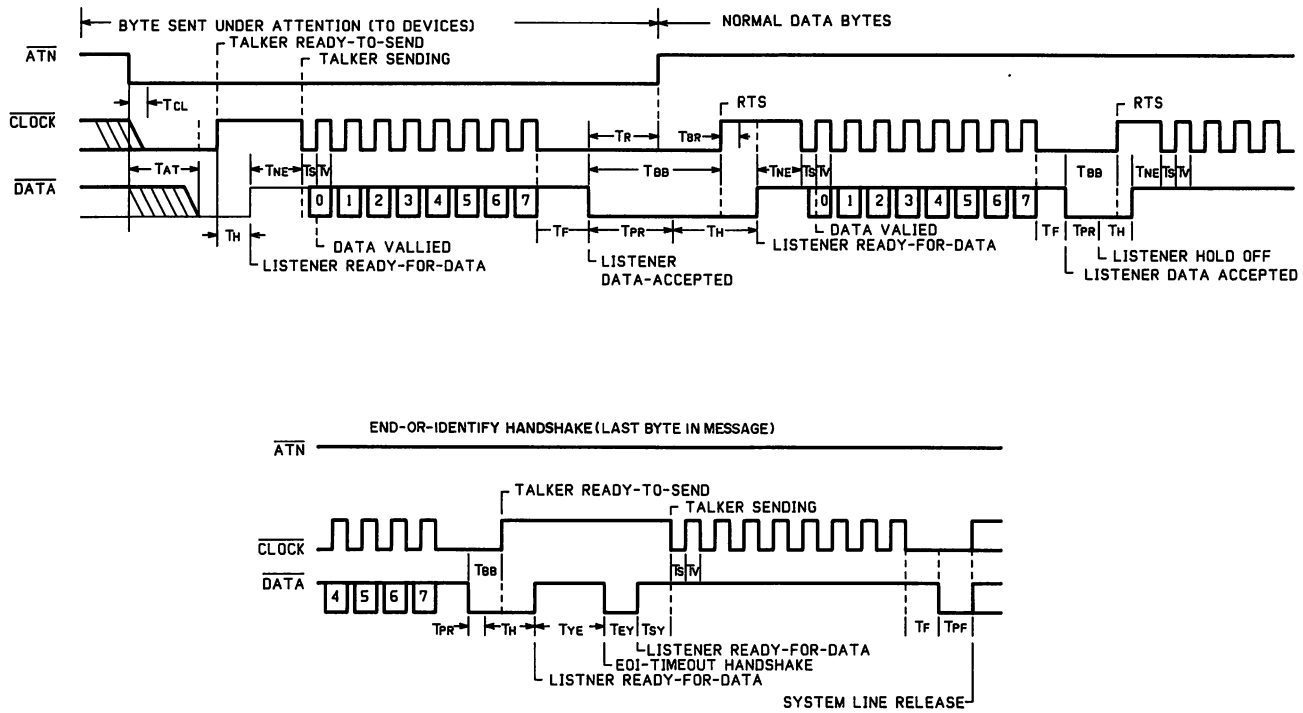 BYTE SENT UNDER ATTENTION (TO DEVICES)
NORMAL DATA BYTES
TALKER READY-TO-SEND
ATN
TALKER SENDING
TCL
RTS
RTS
CLOCK
TR
TBR
TAT
TNE
TS
TV
TBB
TNE
TS
TV
TBB
TNE
TS
TV
DATA
0 1 2 3 4 5 6 7
0 1 2 3 4 5 6 7
TH
TF
TPR
TH
TF
TPR
TH
DATA VALLIED
DATA VALIED
LISTENER READY-FOR-DATA
LISTENER READY-FOR-DATA
LISTENER
DATA-ACCEPTED
LISTENER HOLD OFF
LISTENER DATA ACCEPTED
END-OR-IDENTIFY HANDSHAKE (LAST BYTE IN MESSAGE)
ATN
TALKER READY-TO-SEND
TALKER SENDING
CLOCK
TBB
TS
TV
DATA
4 5 6 7
TPR
TH
TYE
TEY
TSY
TF
TPF
LISTENER READY-FOR-DATA
EOI-TIMEOUT HANDSHAKE
LISTNER READY-FOR-DATA
SYSTEM LINE RELEASE